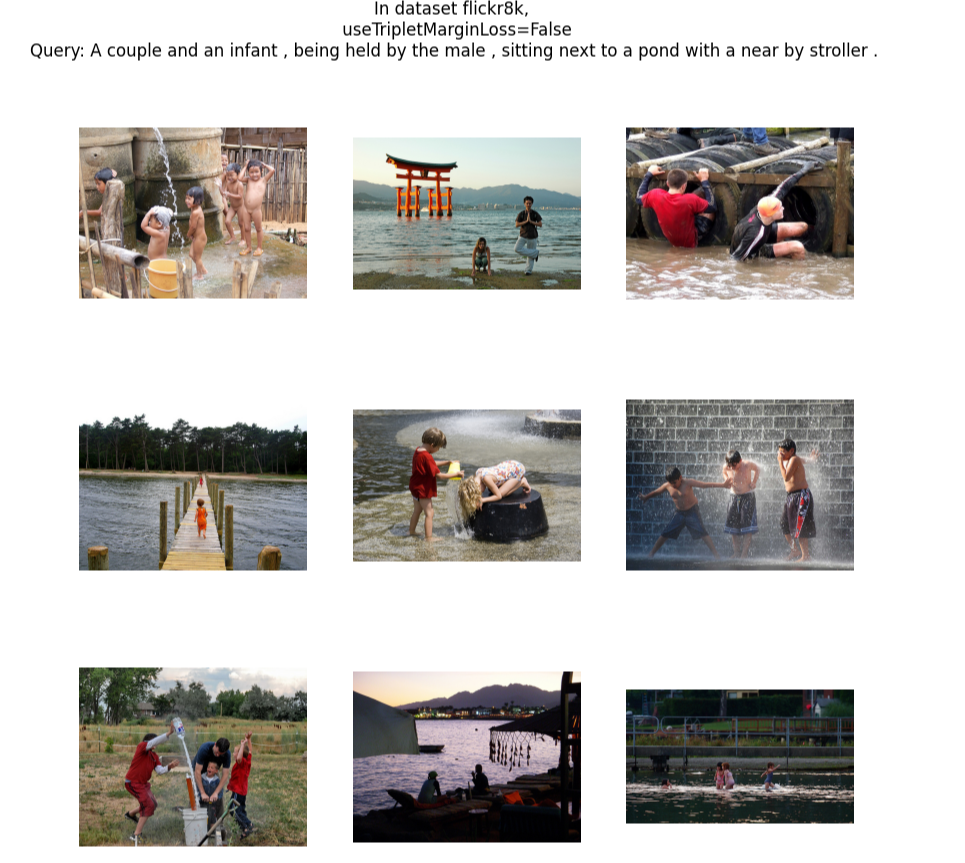 In dataset flickr8k,
useTripletMarginLoss=False
Query: A couple and an infant , being held by the male , sitting next to a pond with a near by stroller .